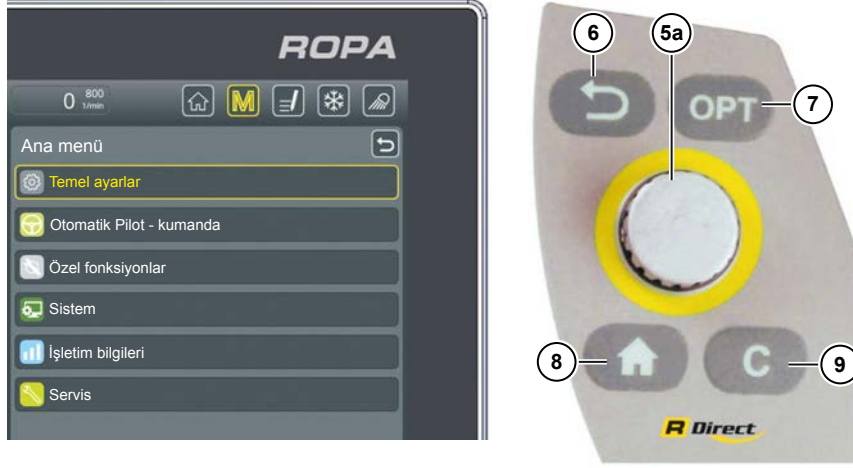 ROPA
0 800
1/min
M
Ana menü
Temel ayarlar
Otomatik Pilot - kumanda
Özel fonksiyonlar
Sistem
İşletim bilgileri
Servis
6
5a
OPT
7
8
C
9
R Direct